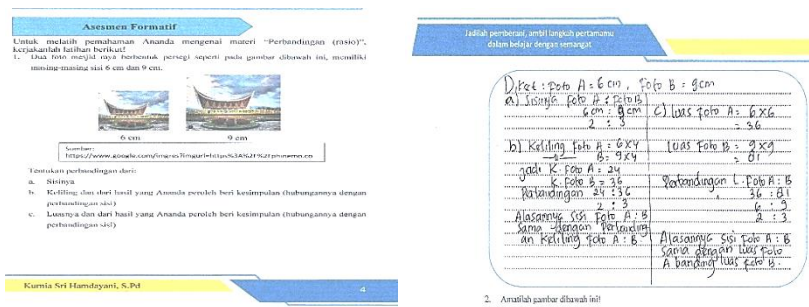 Asesmen Formatif
Untuk melatih pemahaman Ananda mengenai materi "Perbandingan (rasio)",
kerjakanlah latihan berikut!
1. Dua foto mesjid raya berbentuk persegi seperti pada gambar dibawah ini, memiliki
masing-masing sisi 6 cm dan 9 cm.
6 cm
9 cm
Sumber:
Tentukan perbandingan dari:
a. Sisinya
b. Keliling dan dari hasil yang Ananda peroleh beri kesimpulan (hubungannya dengan
perbandingan sisi)
c. Luasnya dan dari hasil yang Ananda peroleh beri kesimpulan (hubungannya dengan
perbandingan sisi)
Kurnia Sri Hamdayani, S.Pd
4
Jadilah pemberani, ambil langkah pertamamu
dalam belajar dengan semangat
Diket : Foto A = 6 cm, Foto B = 9cm
a) Sisinya Foto A : Foto B
6 cm : 9 cm
2 : 3
b) Keliling foto A = 6x4
B = 9x4
jadi K. Foto A = 24
K. Foto B = 36
Perbandingan 24 : 36
2 : 3
Alasannya sisi Foto A : B
sama dengan Perbanding
an Keliling Foto A : B
c) luas Foto A = 6x6
= 36
luas Foto B = 9x9
= 81
Perbandingan L. Foto A : B
36 : 81
6 : 9
2 : 3
Alasannya sisi Foto A : B
sama dengan luas Foto
A banding luas Foto B.
2. Amatilah gambar dibawah ini!